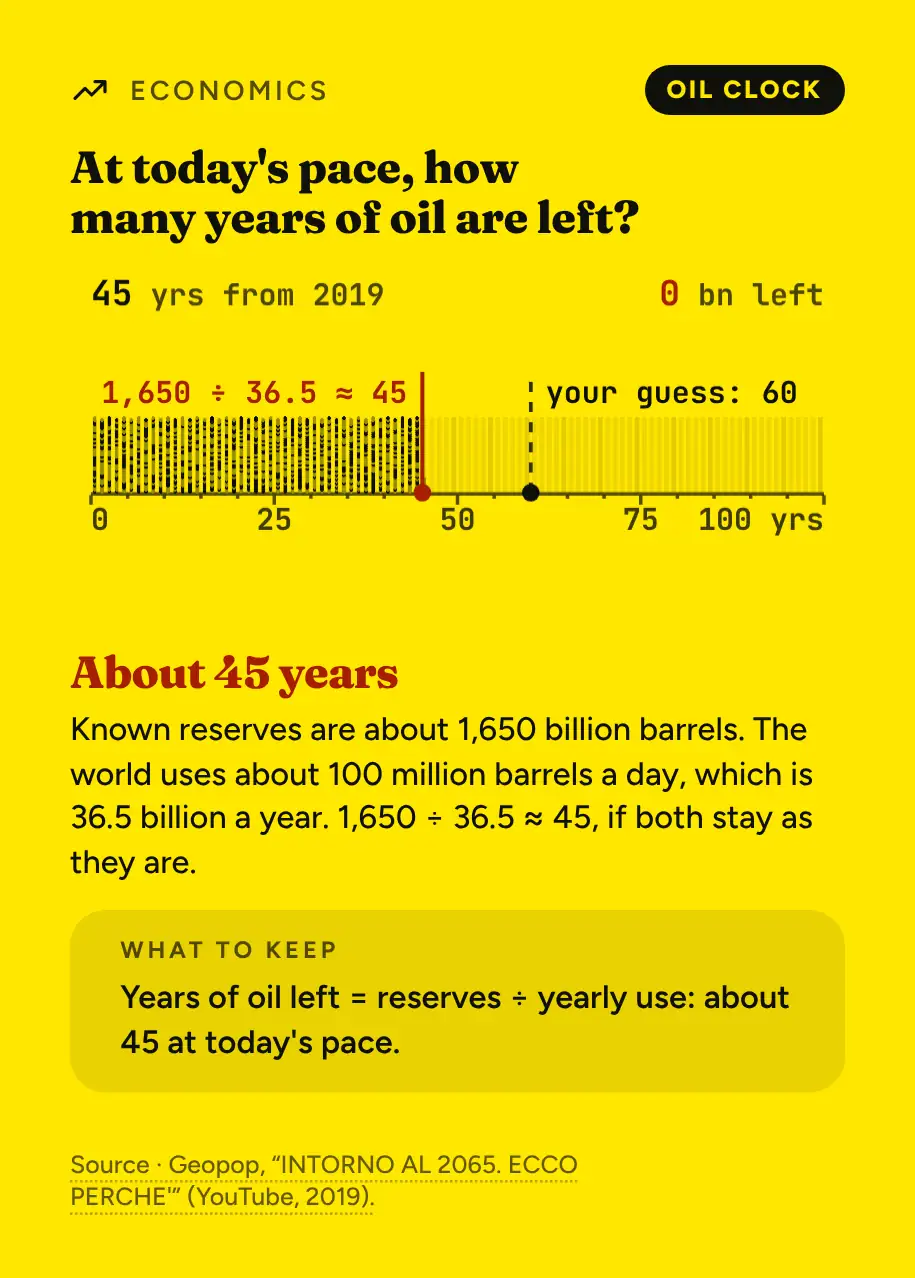 ECONOMICS
OIL CLOCK
At today's pace, how
many years of oil are left?
45 yrs from 2019
0 bn left
1,650 ÷ 36.5 ≈ 45
your guess: 60
0 25 50 75 100 yrs
About 45 years
Known reserves are about 1,650 billion barrels. The
world uses about 100 million barrels a day, which is
36.5 billion a year. 1,650 ÷ 36.5 ≈ 45, if both stay as
they are.
WHAT TO KEEP
Years of oil left = reserves ÷ yearly use: about
45 at today's pace.
Source · Geopop, “INTORNO AL 2065. ECCO
PERCHE'” (YouTube, 2019).